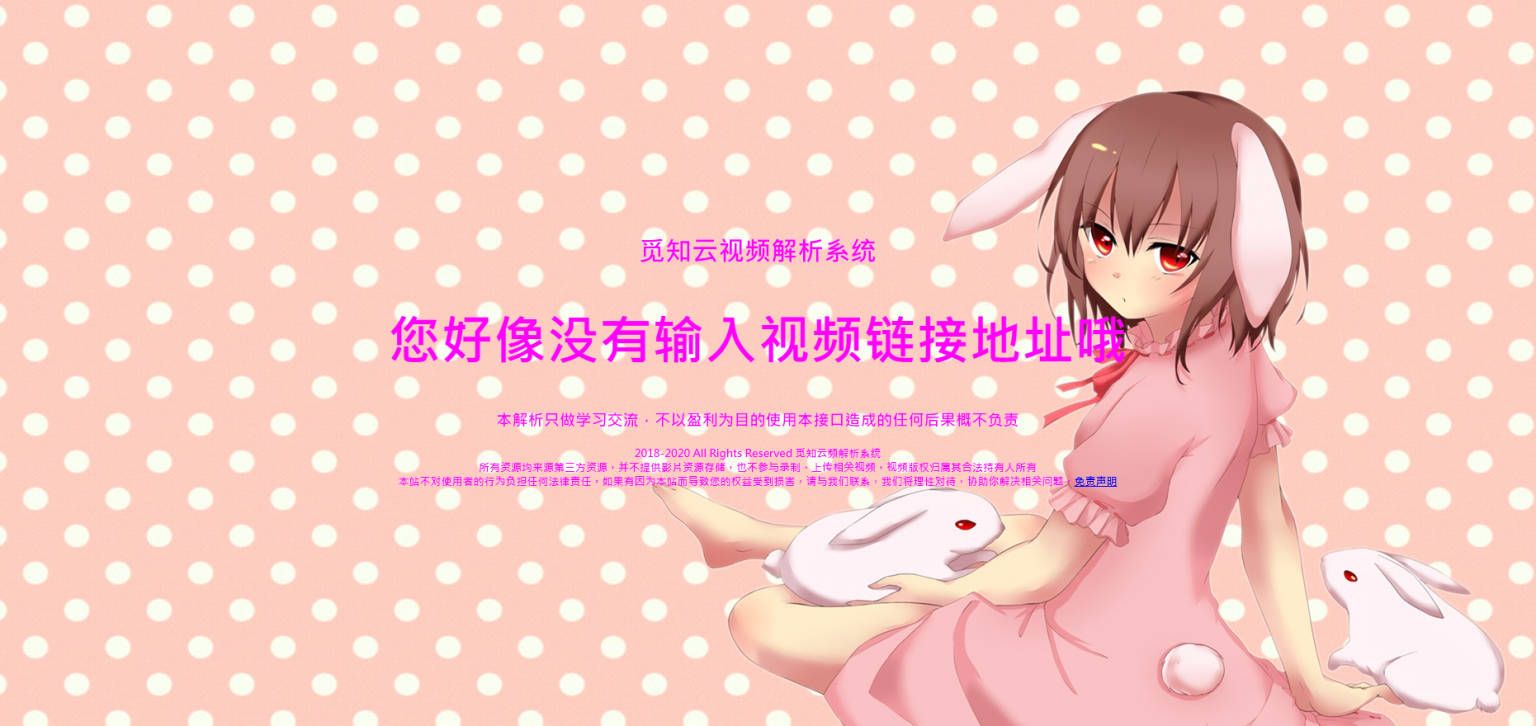 觅知云视频解析系统
您好像没有输入视频链接地址哦
本解析只做学习交流，不以盈利为目的使用本接口造成的任何后果概不负责
2018-2020 All Rights Reserved 觅知云频解析系统
所有资源均来源第三方资源，并不提供影片资源存储，也不参与录制、上传相关视频，视频版权归属其合法持有人所有
本站不对使用者的行为负担任何法律责任，如果有因为本站而导致您的权益受到损害，请与我们联系，我们将理性对待，协助你解决相关问题。免责声明